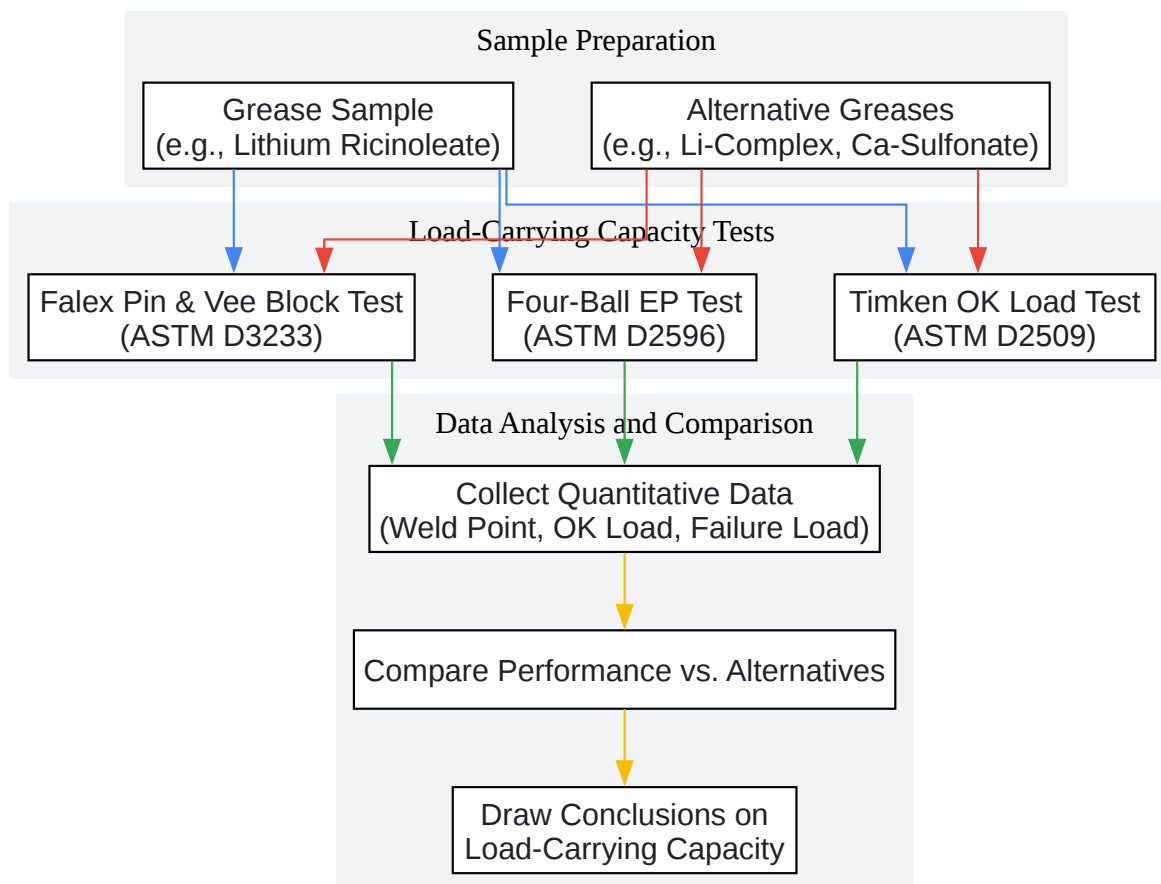 Sample Preparation
Grease Sample
(e.g., Lithium Ricinoleate)
Alternative Greases
(e.g., Li-Complex, Ca-Sulfonate)
Load-Carrying Capacity Tests
Falex Pin & Vee Block Test
(ASTM D3233)
Four-Ball EP Test
(ASTM D2596)
Timken OK Load Test
(ASTM D2509)
Data Analysis and Comparison
Collect Quantitative Data
(Weld Point, OK Load, Failure Load)
Compare Performance vs. Alternatives
Draw Conclusions on
Load-Carrying Capacity